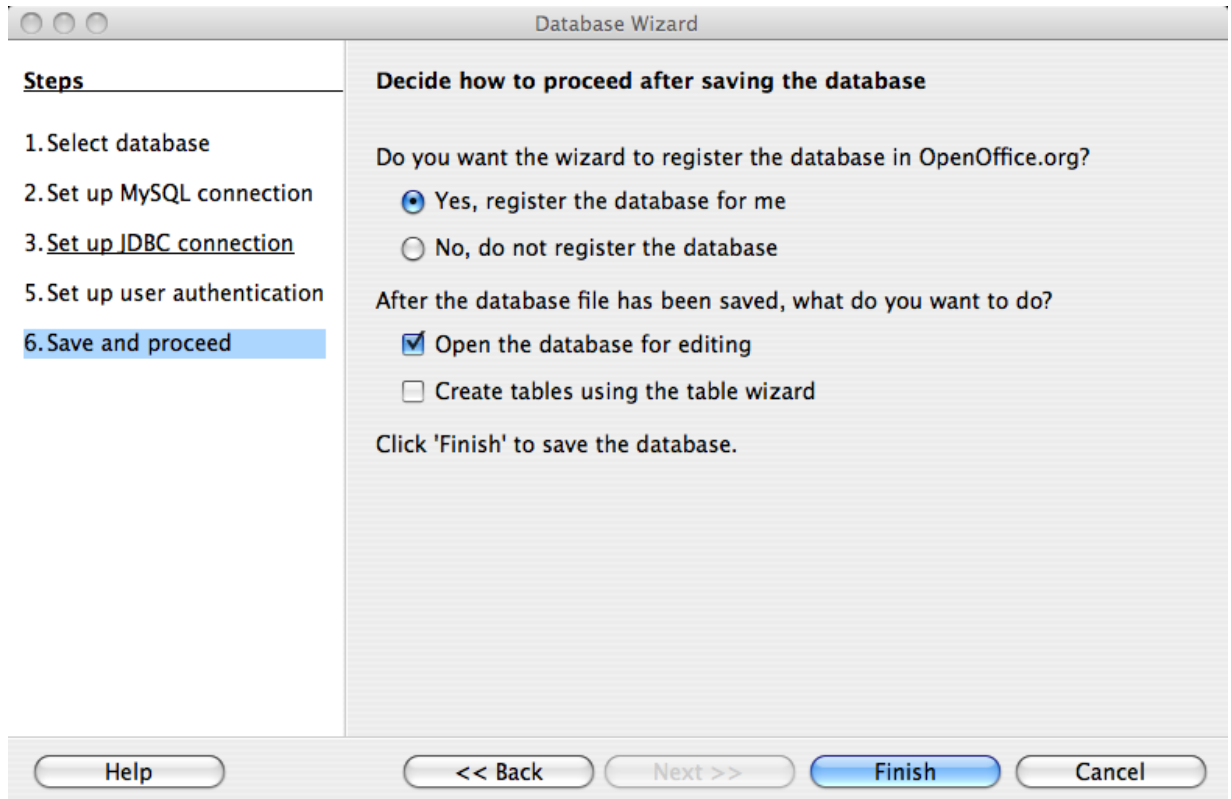 Database Wizard
Steps
1. Select database
2. Set up MySQL connection
3. Set up JDBC connection
5. Set up user authentication
6. Save and proceed
Decide how to proceed after saving the database
Do you want the wizard to register the database in OpenOffice.org?
Yes, register the database for me
No, do not register the database
After the database file has been saved, what do you want to do?
Open the database for editing
Create tables using the table wizard
Click 'Finish' to save the database.
Help
<< Back
Next >>
Finish
Cancel